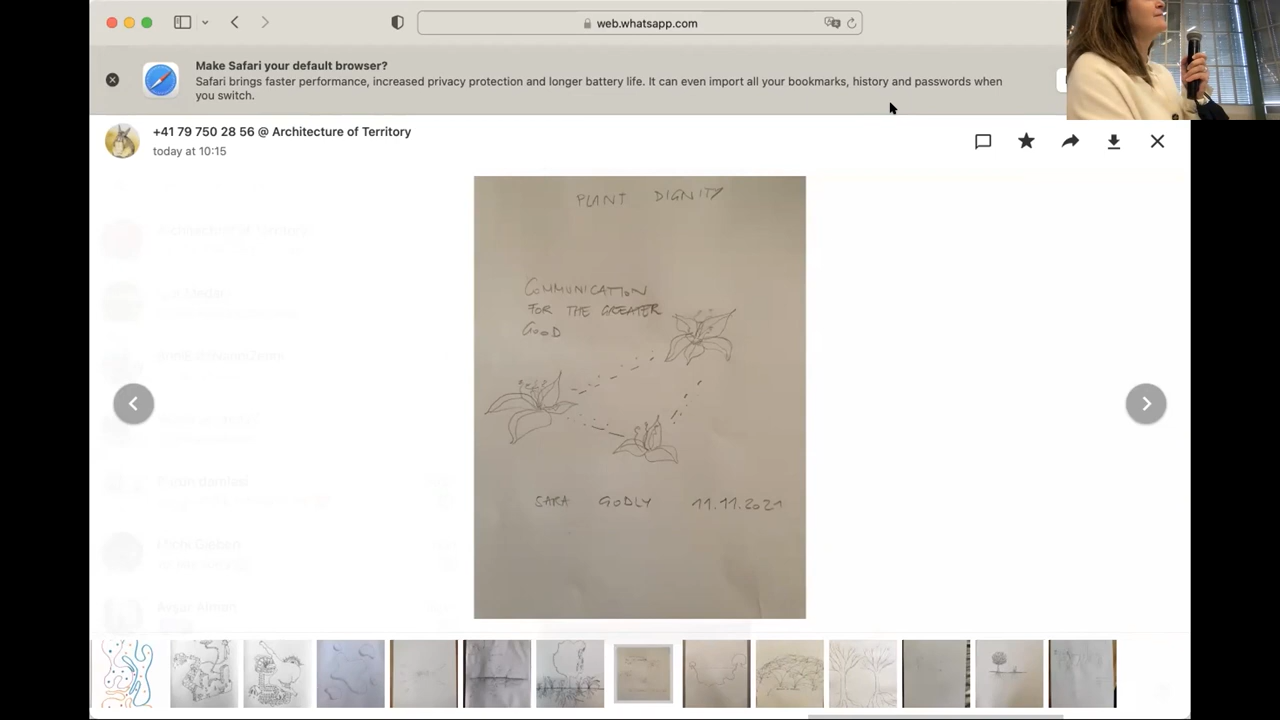 web.whatsapp.com
Make Safari your default browser?
Safari brings faster performance, increased privacy protection and longer battery life. It can even import all your bookmarks, history and passwords when
you switch.
+41 79 750 28 56 @ Architecture of Territory
today at 10:15
PLANT DIGNITY
COMMUNICATION
FOR THE GREATER
GOOD
SARA GODLY 11.11.2021